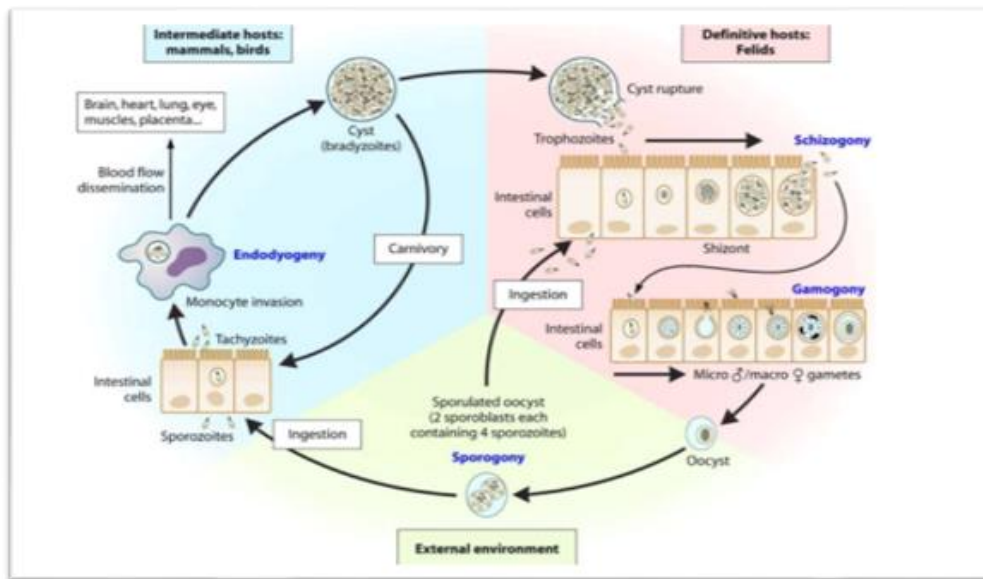 Intermediate hosts:
mammals, birds
Definitive hosts:
Felids
Brain, heart, lung, eye,
muscles, placenta...
Cyst
(bradyzoites)
Cyst rupture
Trophozoites
Schizogony
Blood flow
dissemination
Intestinal
cells
Shizont
Endodyogeny
Carnivory
Monocyte invasion
Ingestion
Gamogony
Tachyzoites
Intestinal
cells
Micro ♂/macro ♀ gametes
Intestinal
cells
Sporozoites
Ingestion
Sporulated oocyst
(2 sporoblasts each
containing 4 sporozoites)
Sporogony
Oocyst
External environment